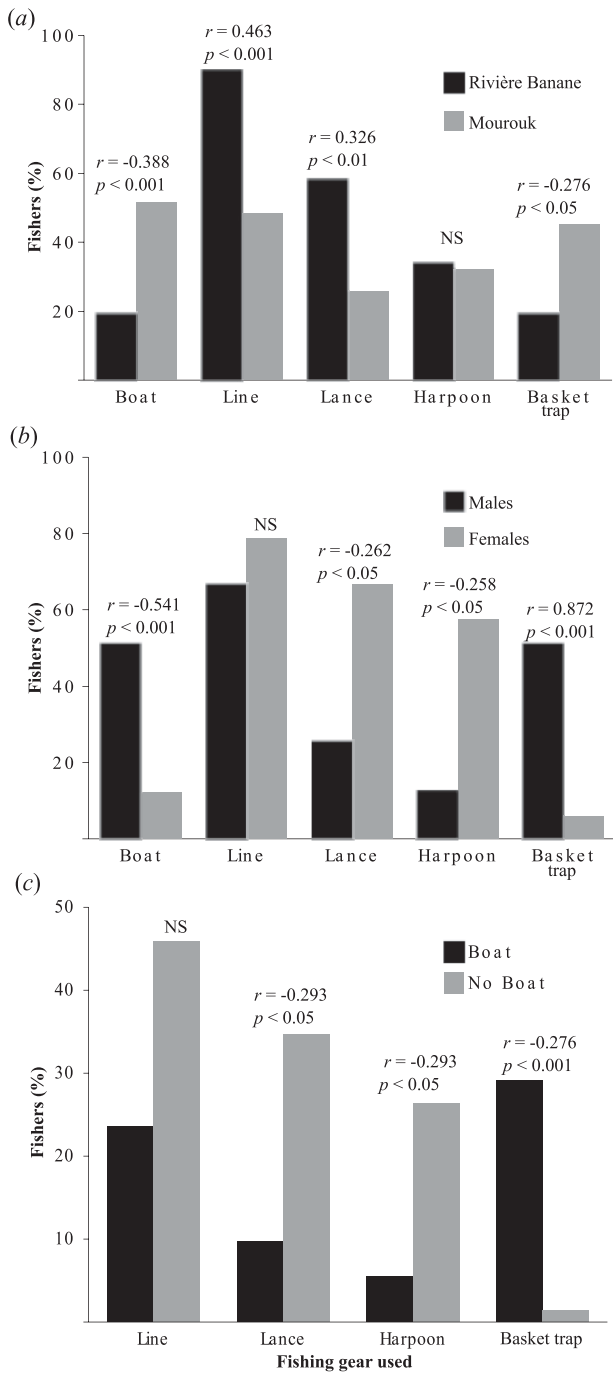 (a)
r = 0.463
p < 0.001
100
Rivière Banane
80
Mourouk
r = 0.326
p < 0.01
r = -0.388
p < 0.001
r = -0.276
p < 0.05
60
Fishers (%)
NS
40
20
Boat Line Lance Harpoon Basket
trap
(b)
100
Males
Females
80
NS
r = -0.262
p < 0.05
r = -0.258
p < 0.05
r = -0.541
p < 0.001
r = 0.872
p < 0.001
60
Fishers (%)
40
20
Boat Line Lance Harpoon Basket
trap
(c)
50
NS
Boat
No Boat
40
r = -0.293
p < 0.05
r = -0.293
p < 0.05
r = -0.276
p < 0.001
30
Fishers (%)
20
10
Line Lance Harpoon Basket trap
Fishing gear used